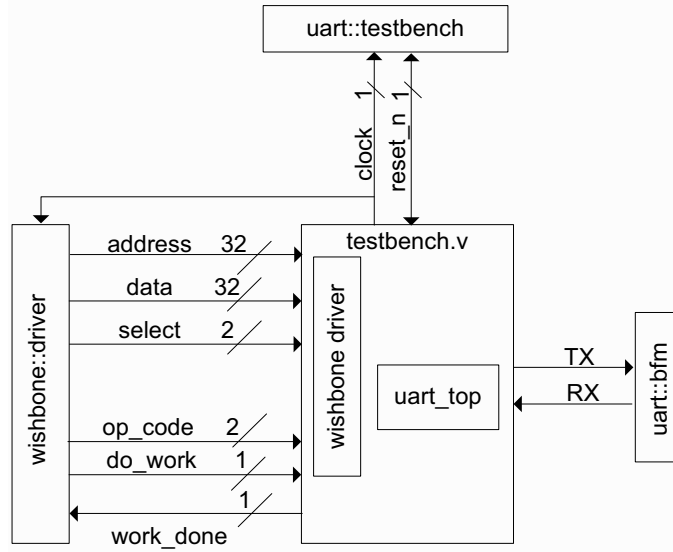 uart::testbench
1
1
clock
reset_n
wishbone::driver
address 32
data 32
select 2
op_code 2
do_work 1
1
work_done
testbench.v
wishbone driver
uart_top
TX
RX
uart::bfm